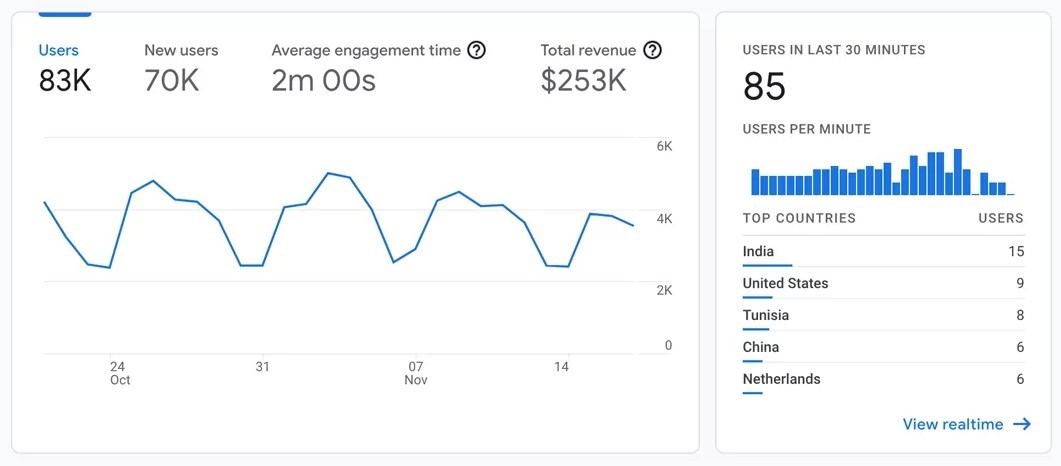 Users
83K
New users
70K
Average engagement time ?
2m 00s
Total revenue ?
$253K
6K
4K
2K
0
24
Oct
31
07
Nov
14
USERS IN LAST 30 MINUTES
85
USERS PER MINUTE
TOP COUNTRIES USERS
India 15
United States 9
Tunisia 8
China 6
Netherlands 6
View realtime →